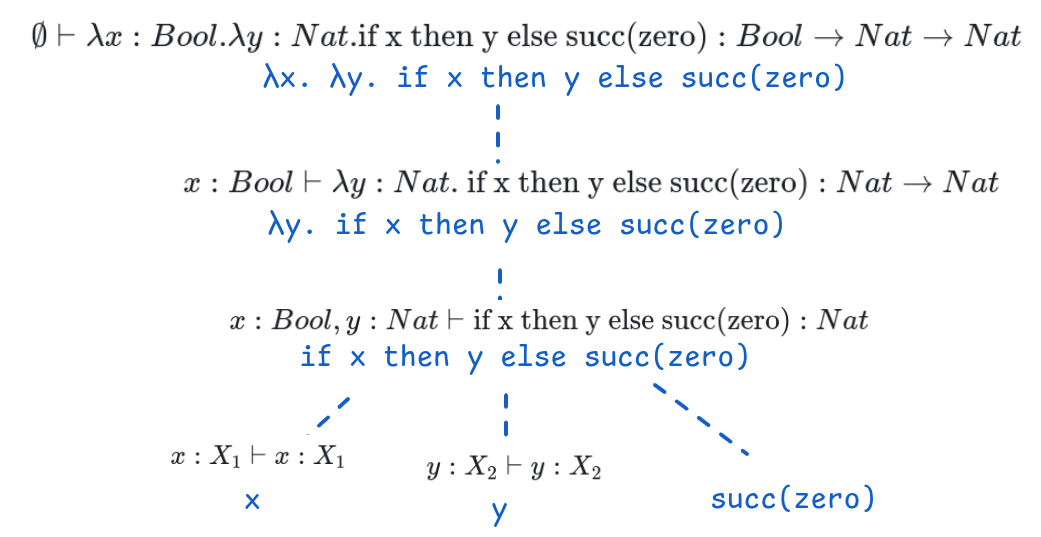 ∅ ⊢ λx : Bool.λy : Nat.if x then y else succ(zero) : Bool → Nat → Nat
λx. λy. if x then y else succ(zero)
x : Bool ⊢ λy : Nat. if x then y else succ(zero) : Nat → Nat
λy. if x then y else succ(zero)
x : Bool, y : Nat ⊢ if x then y else succ(zero) : Nat
if x then y else succ(zero)
x : X₁ ⊢ x : X₁
y : X₂ ⊢ y : X₂
x
y
succ(zero)